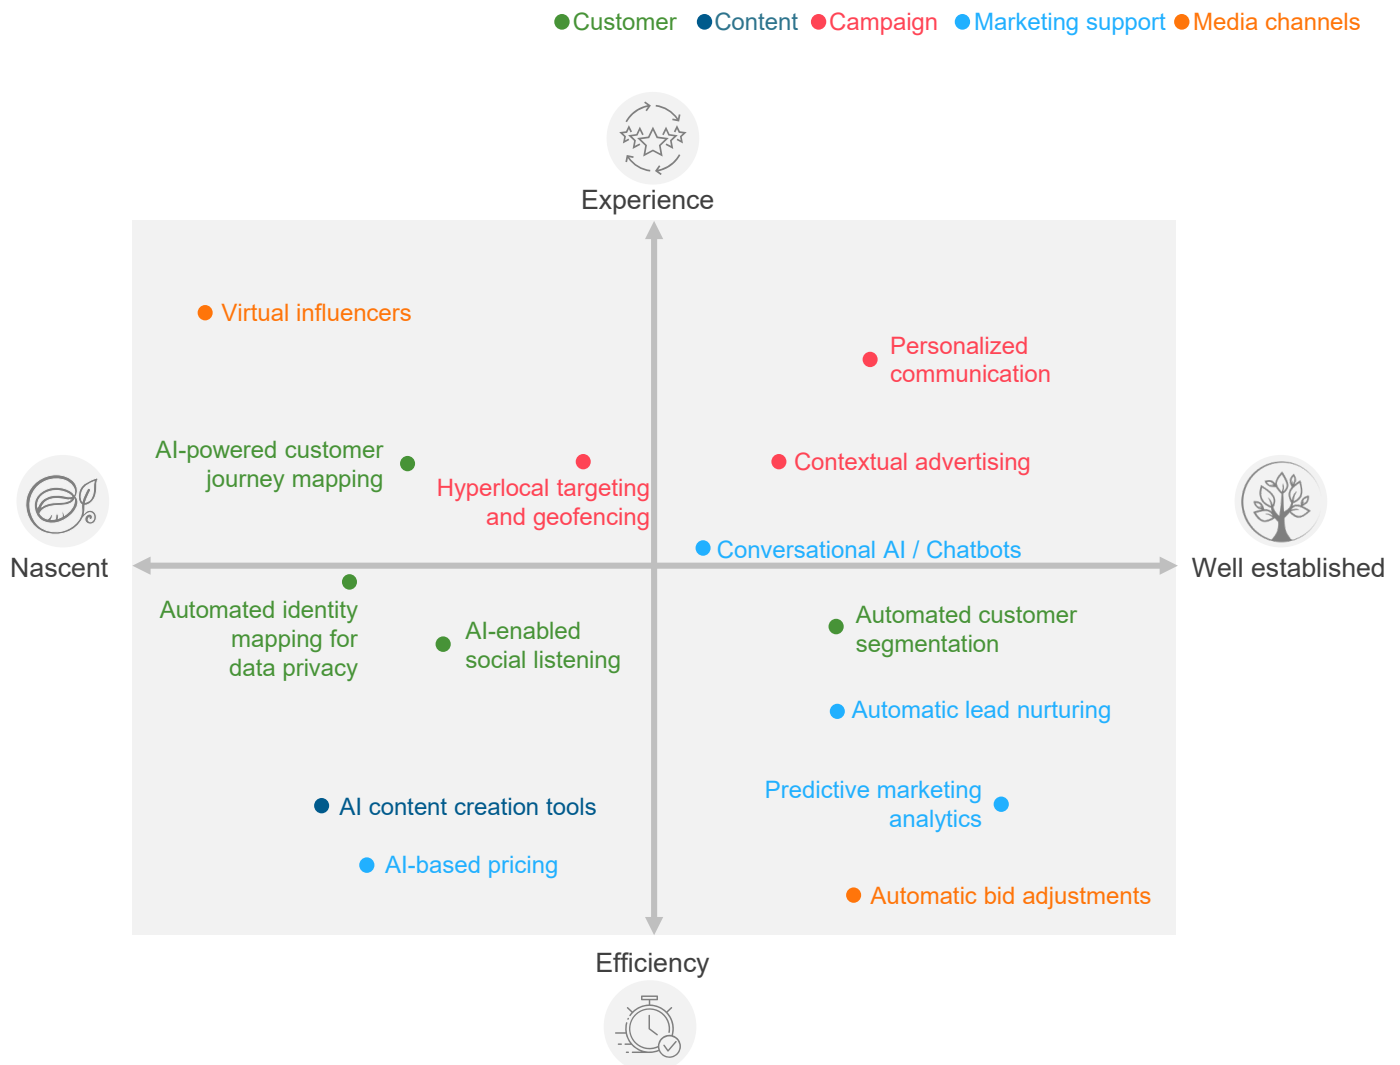 Customer Content Campaign Marketing support Media channels
Experience
Virtual influencers
Personalized
communication
AI-powered customer
journey mapping
Hyperlocal targeting
and geofencing
Contextual advertising
Conversational AI / Chatbots
Nascent
Well established
Automated identity
mapping for
data privacy
AI-enabled
social listening
Automated customer
segmentation
Automatic lead nurturing
Predictive marketing
analytics
AI content creation tools
AI-based pricing
Automatic bid adjustments
Efficiency